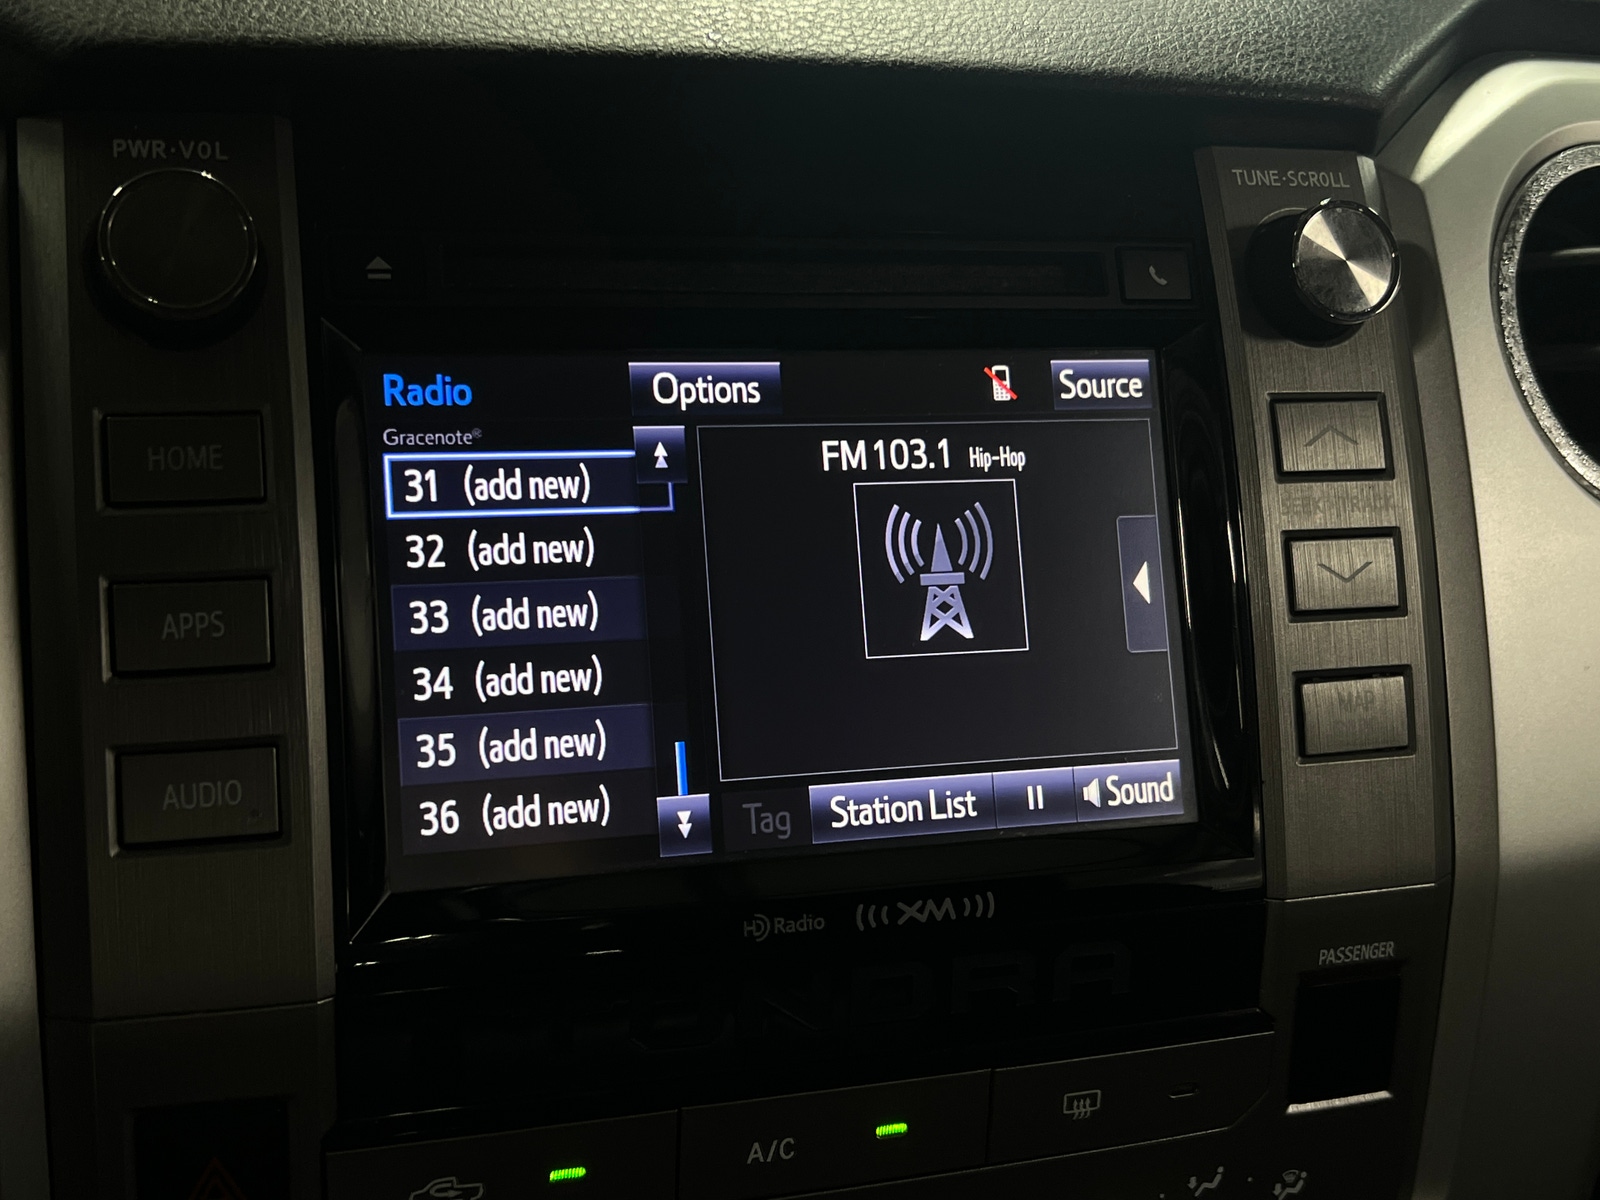 PWR·VOL
TUNE·SCROLL
HOME
APPS
AUDIO
Radio
Options
Source
Gracenote®
31 (add new)
32 (add new)
33 (add new)
34 (add new)
35 (add new)
36 (add new)
FM 103.1 Hip-Hop
Tag
Station List
Sound
MAP
HD Radio
((( XM )))
TUNDRA
PASSENGER
A/C